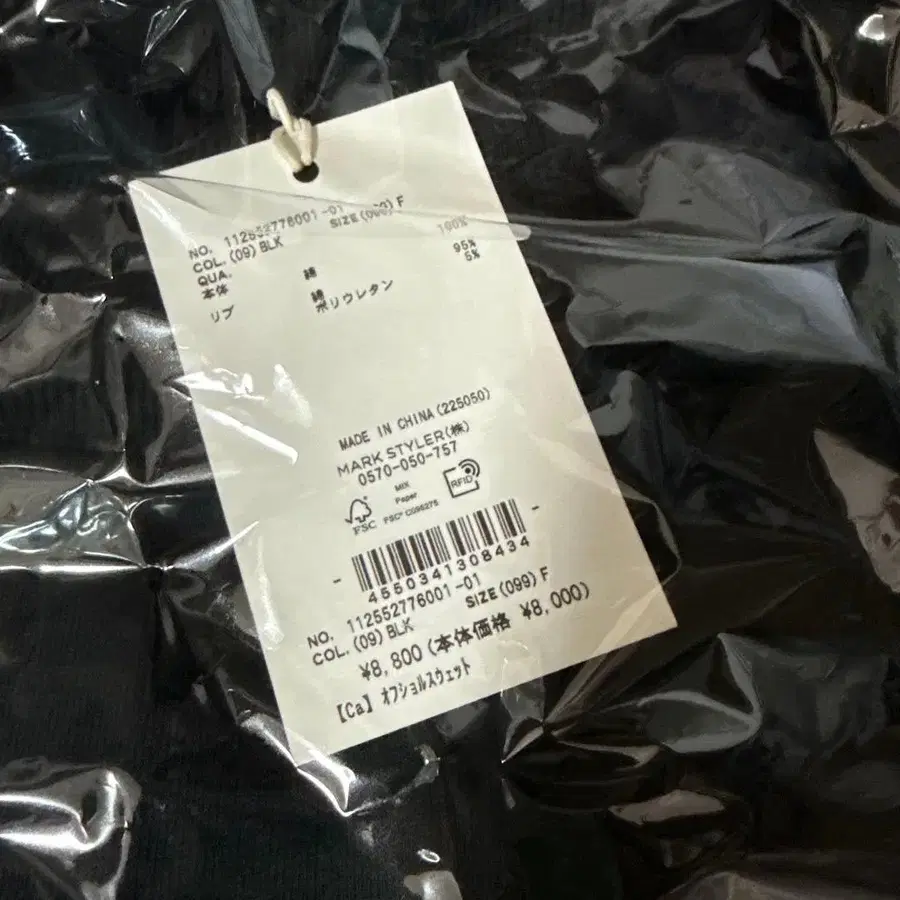 NO. 112552776001-01 SIZE(099) F
COL. (09) BLK
QUA.
本体 綿 100%
リブ 綿 95%
ポリウレタン 5%
MADE IN CHINA(225050)
MARK STYLER(株)
0570-050-757
FSC
MIX
Paper
FSC® C095275
RFID
4550341308434
NO. 112552776001-01 SIZE(099) F
COL. (09) BLK
¥8,800(本体価格 ¥8,000)
【Ca】オフショルスウェット